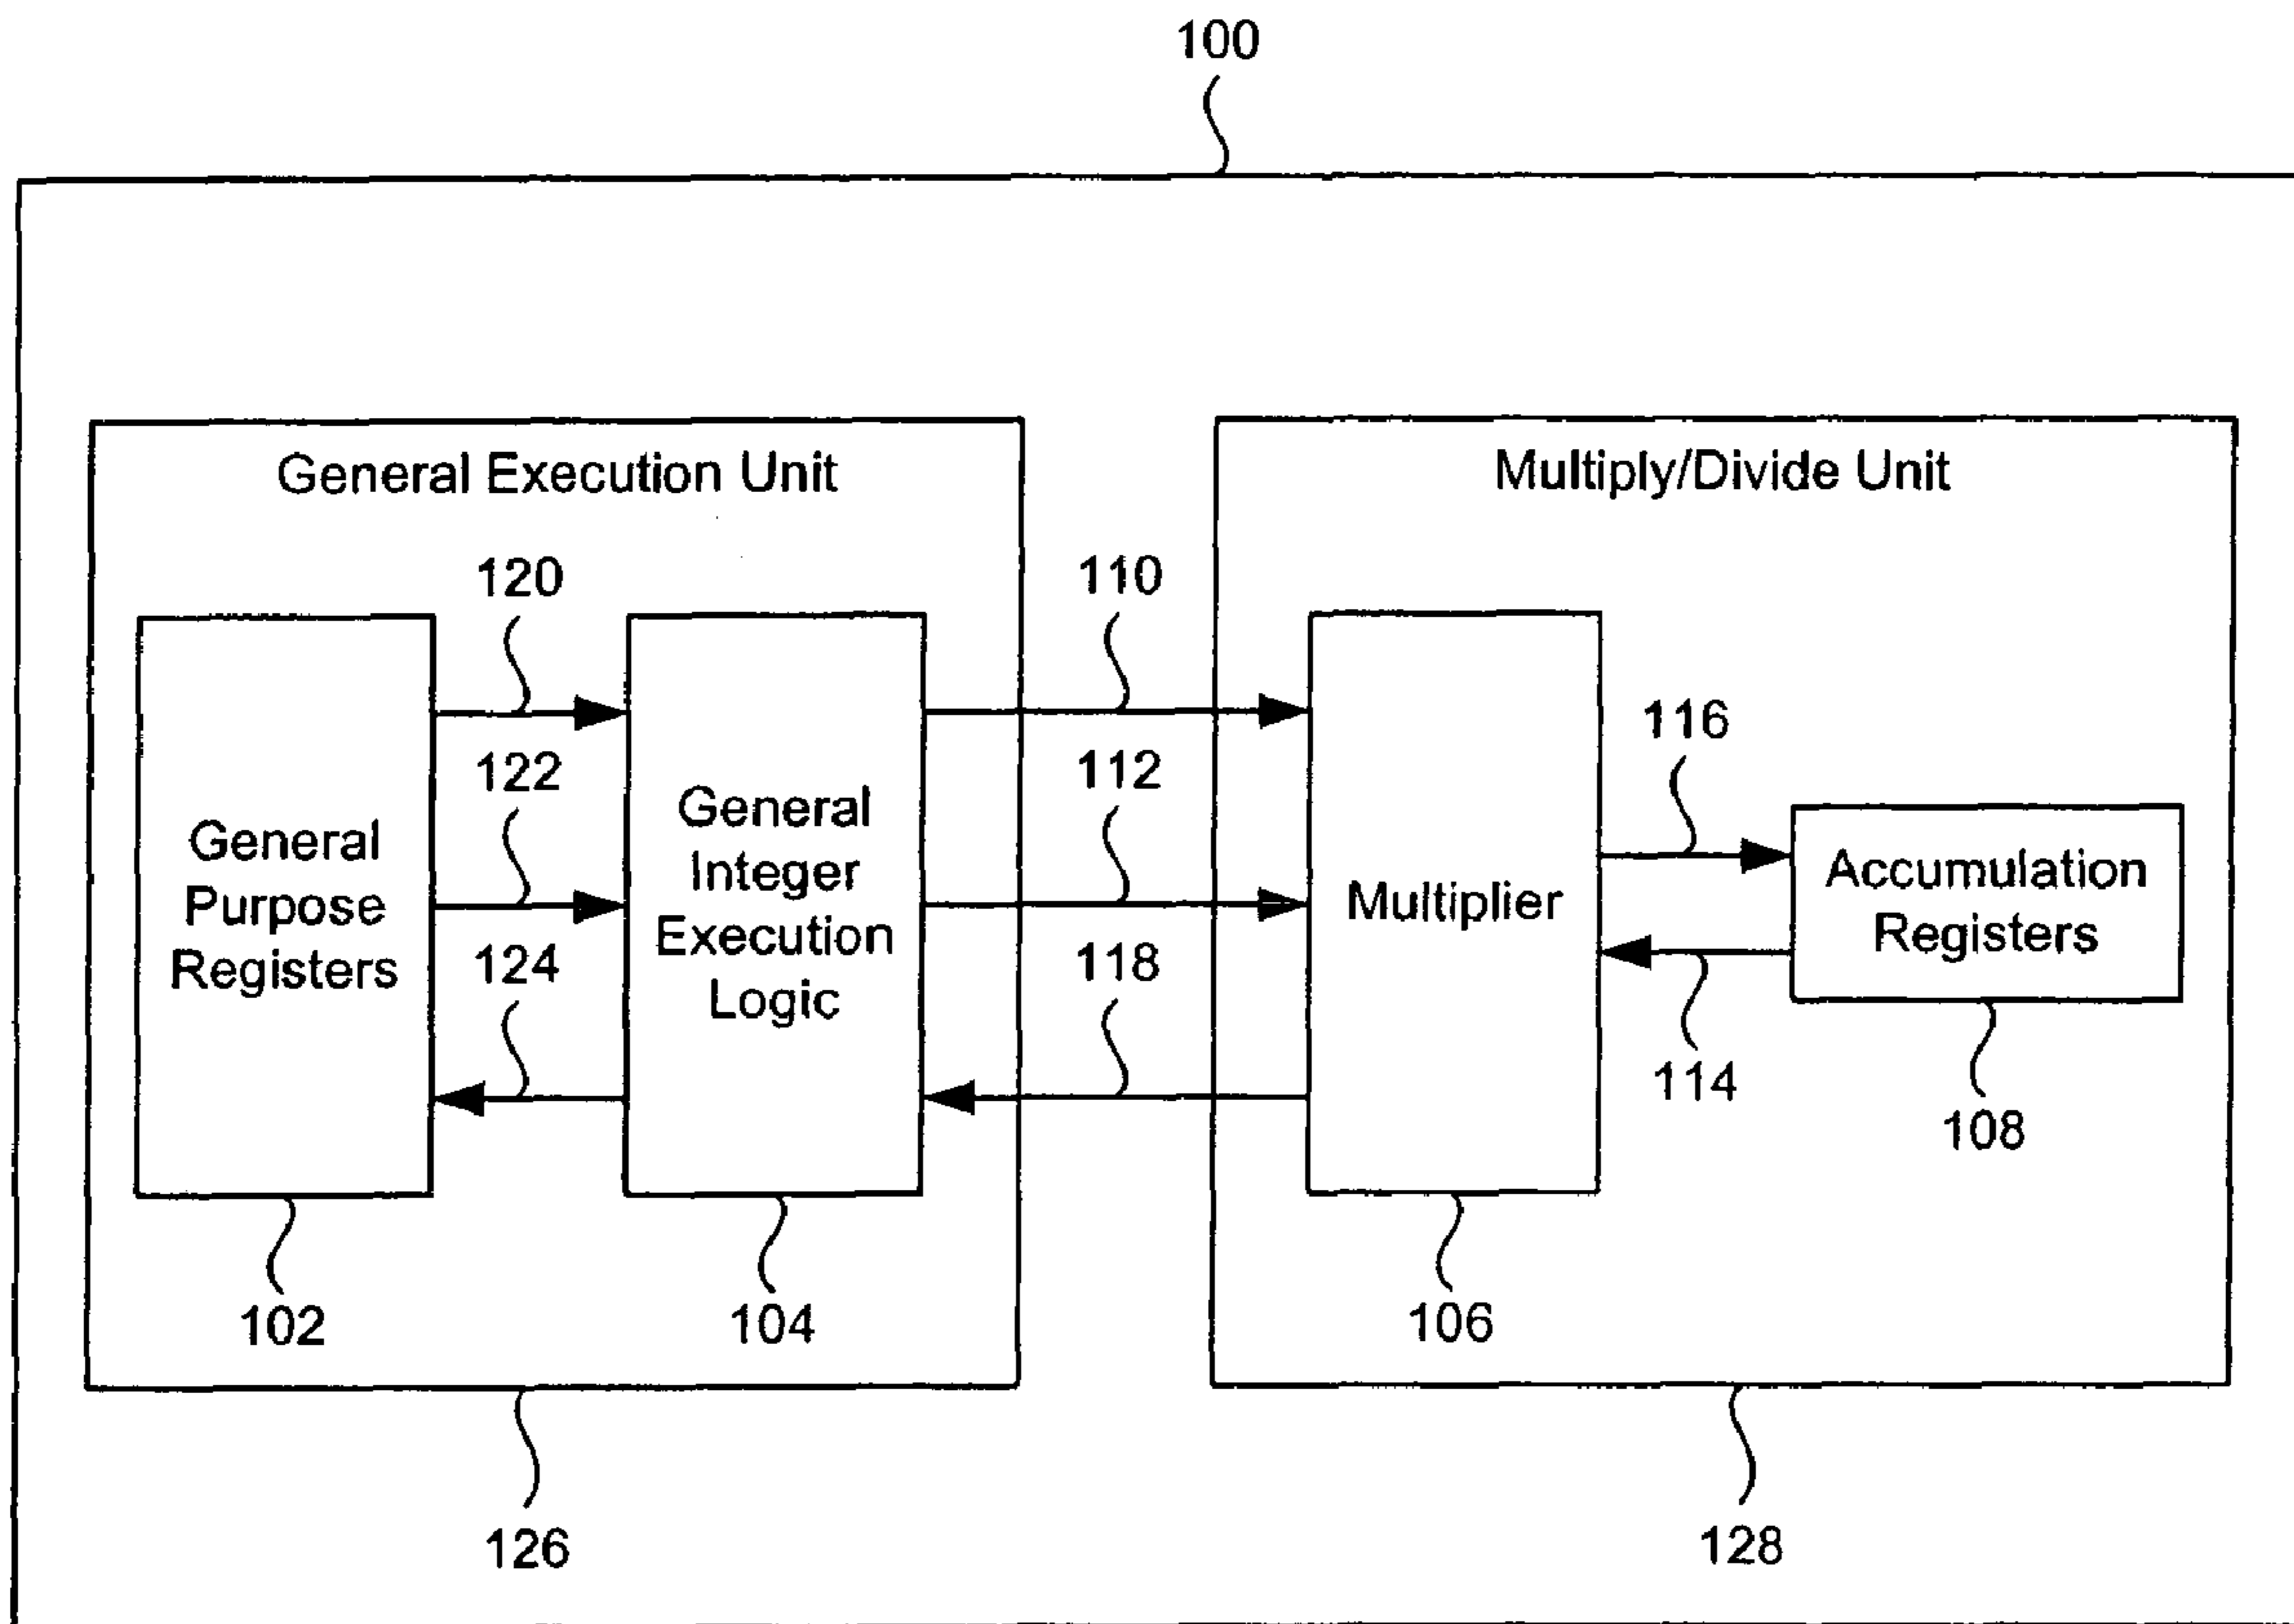 100
General Execution Unit
Multiply/Divide Unit
120
110
116
122
112
General
Purpose
Registers
General
Integer
Execution
Logic
Multiplier
Accumulation
Registers
124
118
114
108
102
104
106
126
128